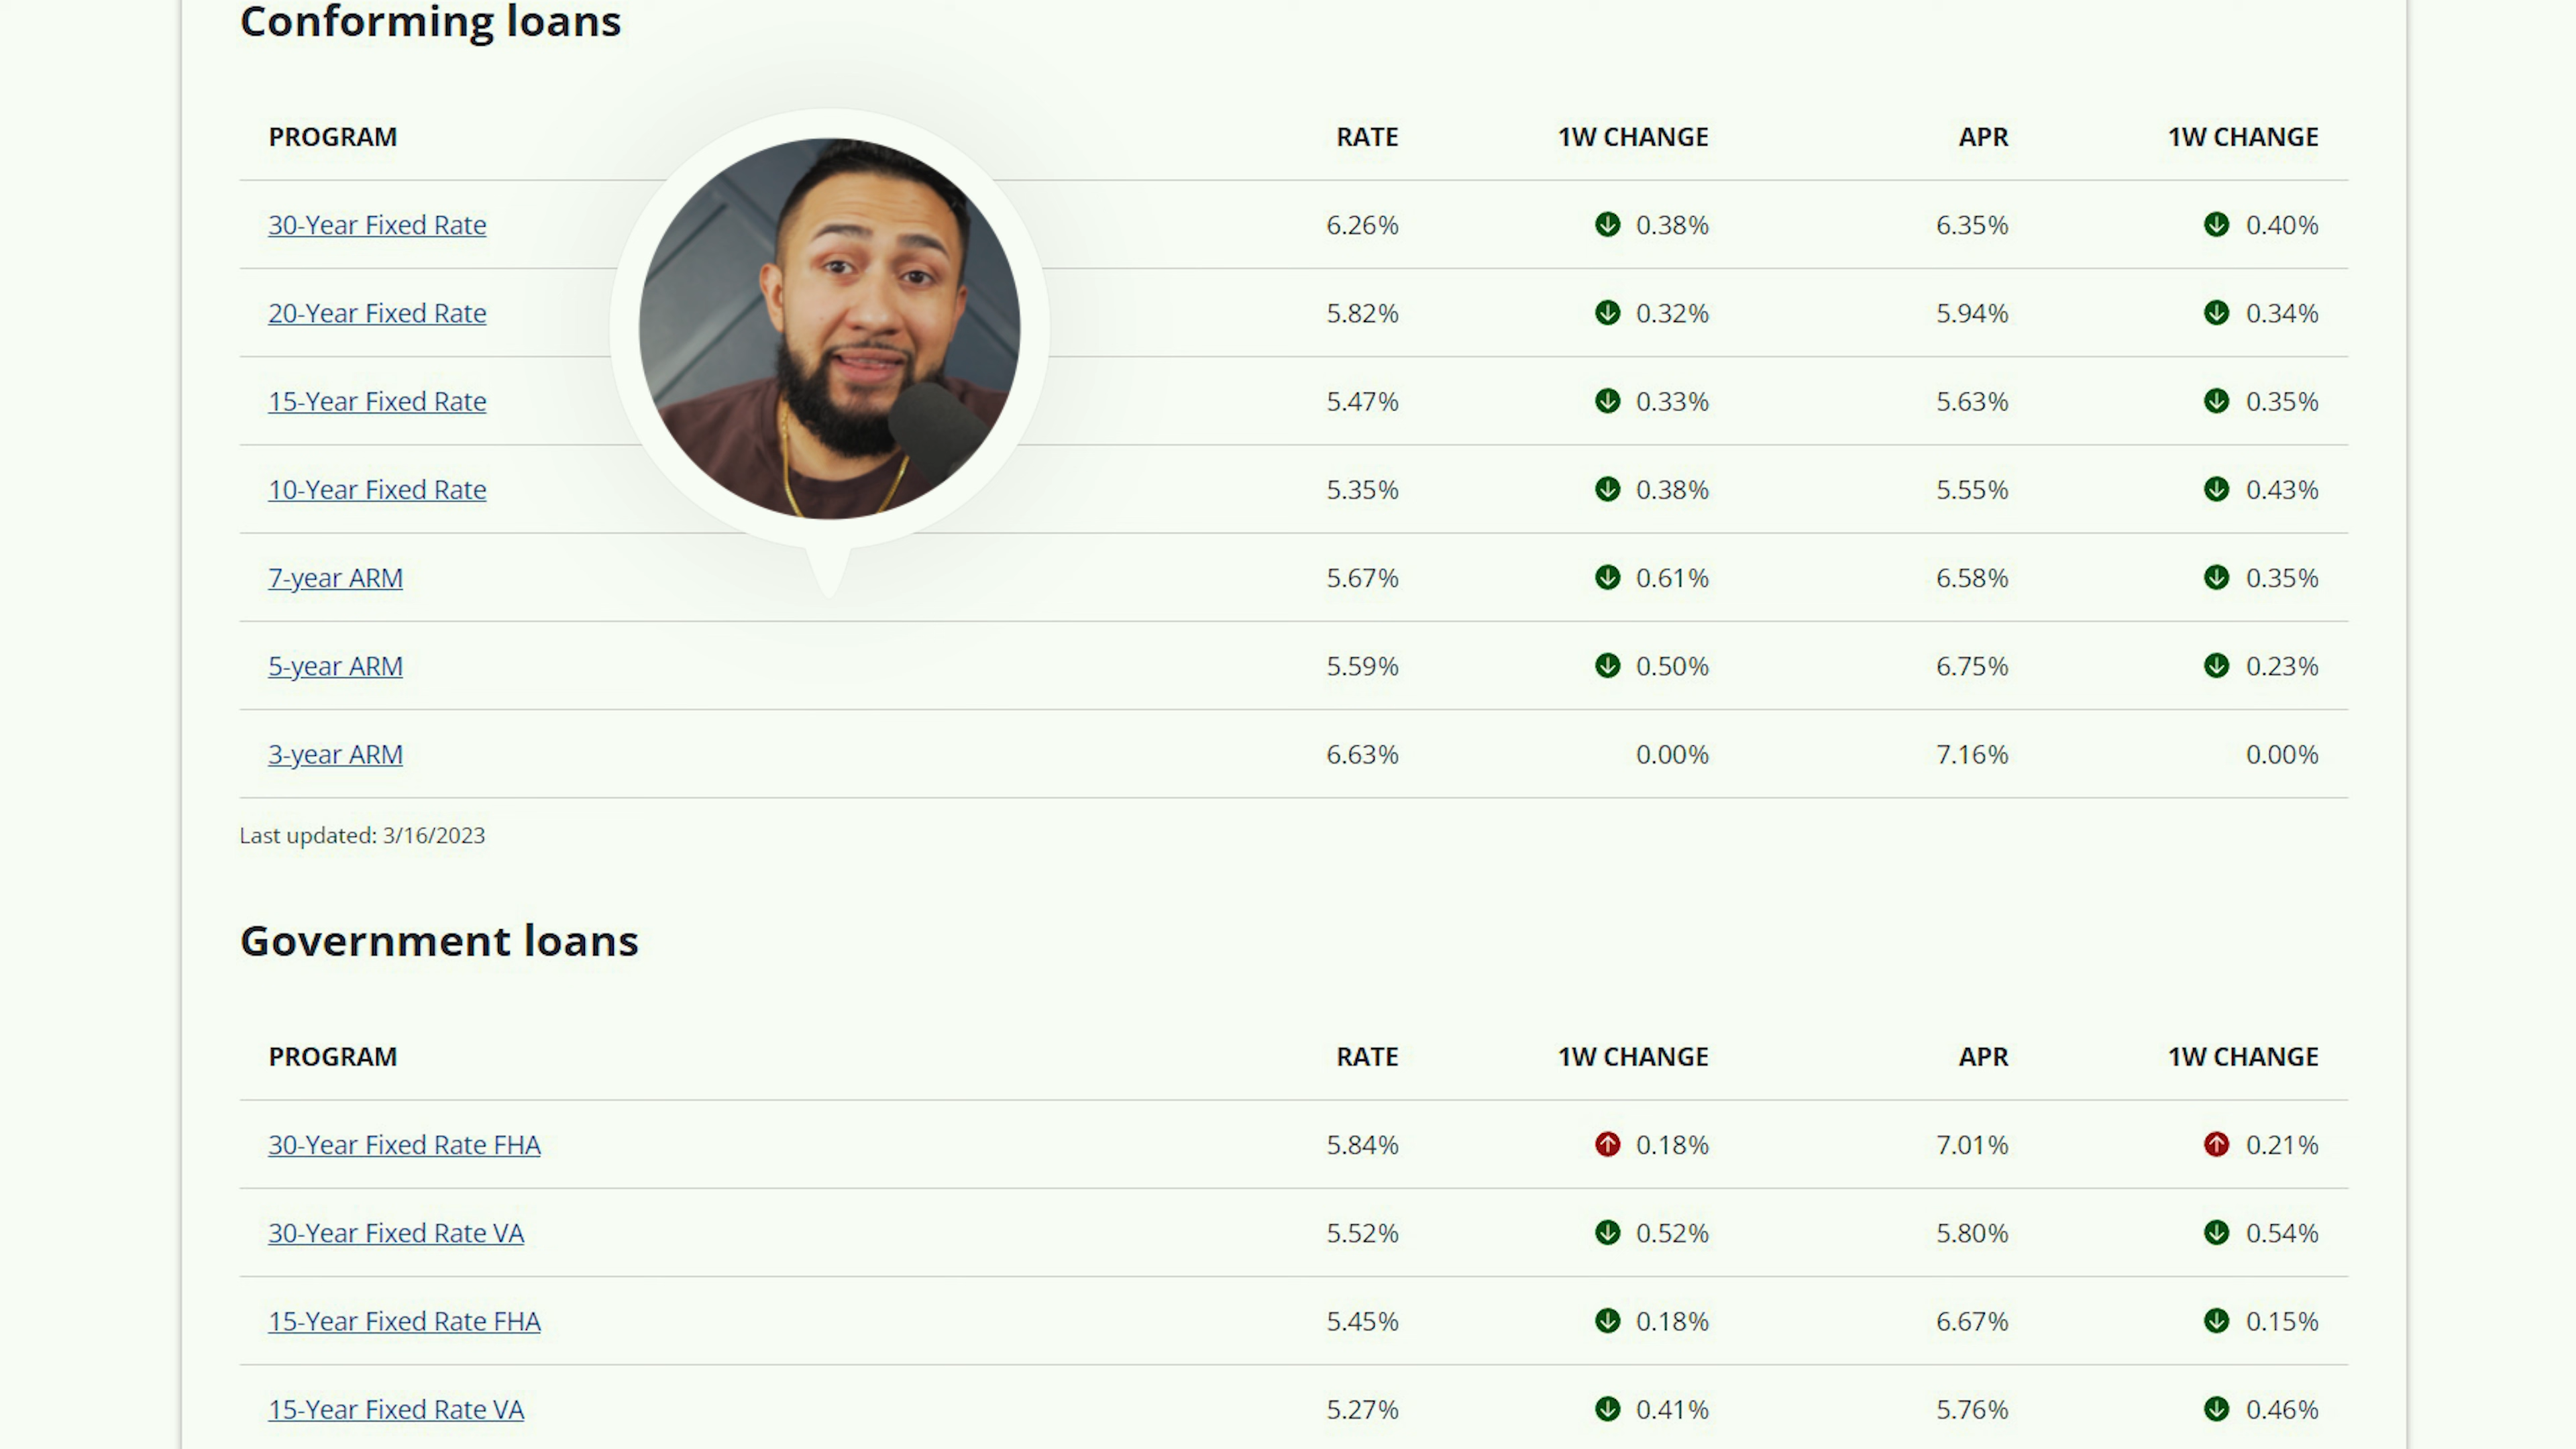 Conforming loans
PROGRAM RATE 1W CHANGE APR 1W CHANGE
30-Year Fixed Rate 6.26% 0.38% 6.35% 0.40%
20-Year Fixed Rate 5.82% 0.32% 5.94% 0.34%
15-Year Fixed Rate 5.47% 0.33% 5.63% 0.35%
10-Year Fixed Rate 5.35% 0.38% 5.55% 0.43%
7-year ARM 5.67% 0.61% 6.58% 0.35%
5-year ARM 5.59% 0.50% 6.75% 0.23%
3-year ARM 6.63% 0.00% 7.16% 0.00%
Last updated: 3/16/2023
Government loans
PROGRAM RATE 1W CHANGE APR 1W CHANGE
30-Year Fixed Rate FHA 5.84% 0.18% 7.01% 0.21%
30-Year Fixed Rate VA 5.52% 0.52% 5.80% 0.54%
15-Year Fixed Rate FHA 5.45% 0.18% 6.67% 0.15%
15-Year Fixed Rate VA 5.27% 0.41% 5.76% 0.46%